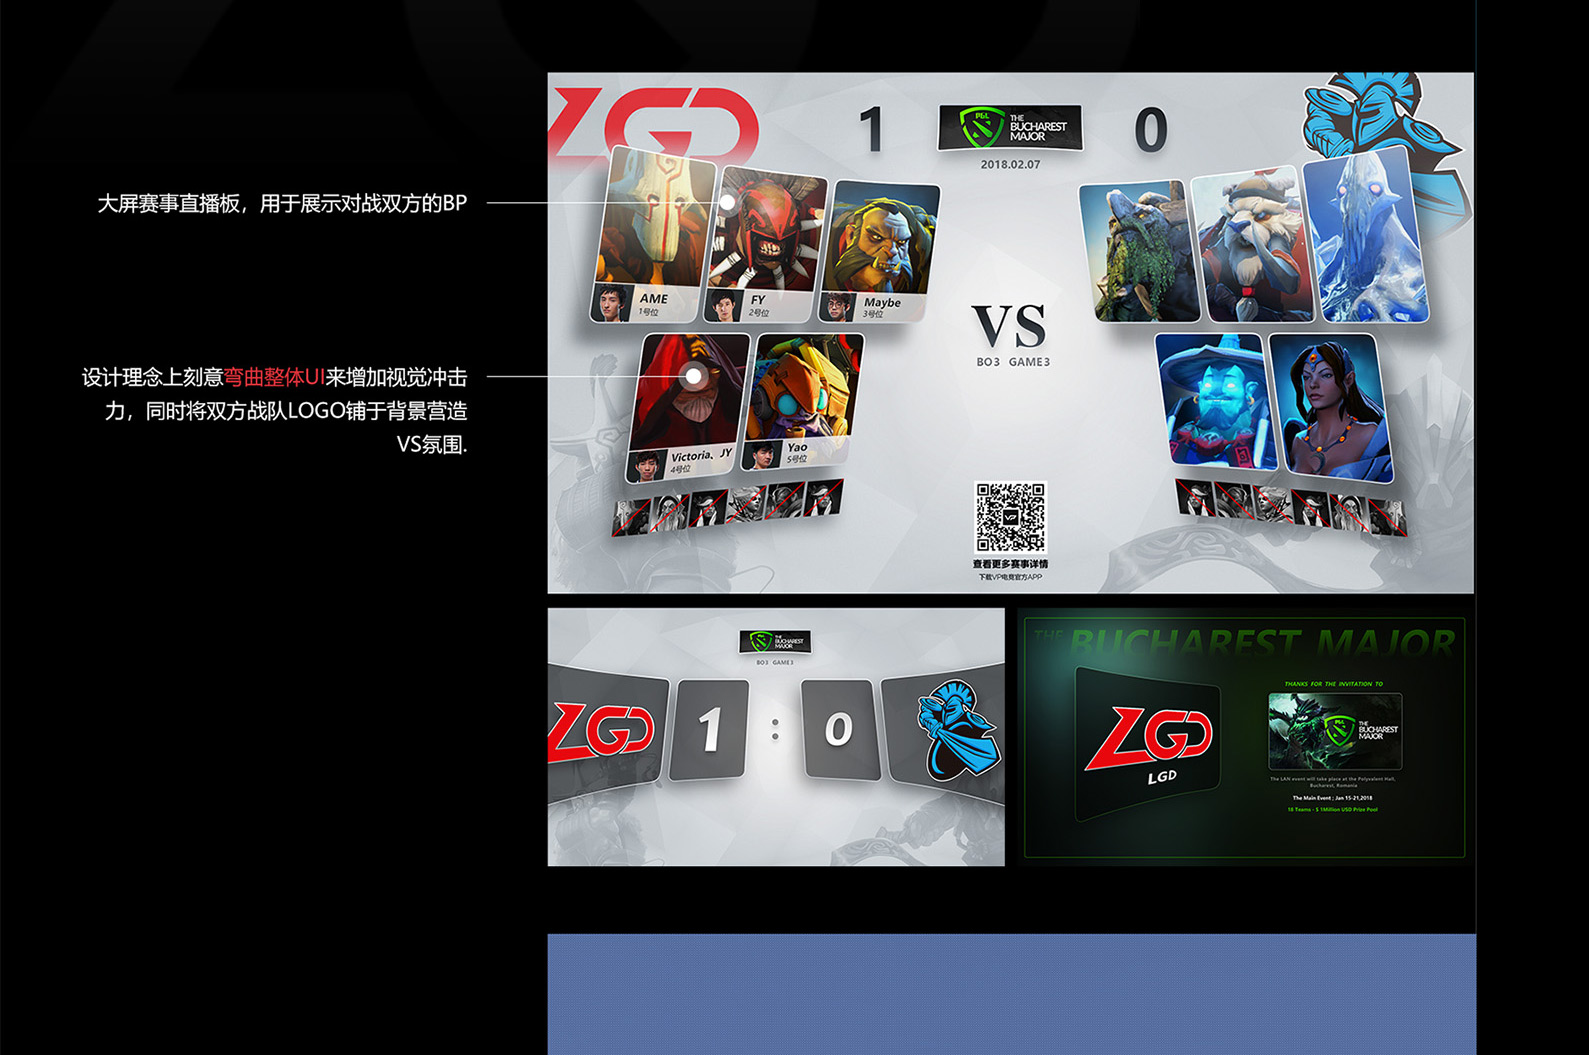 LGD
1
THE
BUCHAREST
MAJOR
0
2018.02.07
大屏赛事直播板，用于展示对战双方的BP
AME
1号位
FY
2号位
Maybe
3号位
VS
BO3 GAME3
设计理念上刻意弯曲整体UI来增加视觉冲击
力，同时将双方战队LOGO铺于背景营造
VS氛围.
Victoria、JY
4号位
Yao
5号位
查看更多赛事详情
下载VP电竞官方APP
THE
BUCHAREST
MAJOR
BO3 GAME3
LGD
1 : 0
THE BUCHAREST MAJOR
THANKS FOR THE INVITATION TO
THE
BUCHAREST
MAJOR
LGD
LGD
The LAN event will take place at the Polyvalent Hall,
Bucharest, Romania
The Main Event ; Jan 15-21,2018
16 Teams - $ 1Million USD Prize Pool